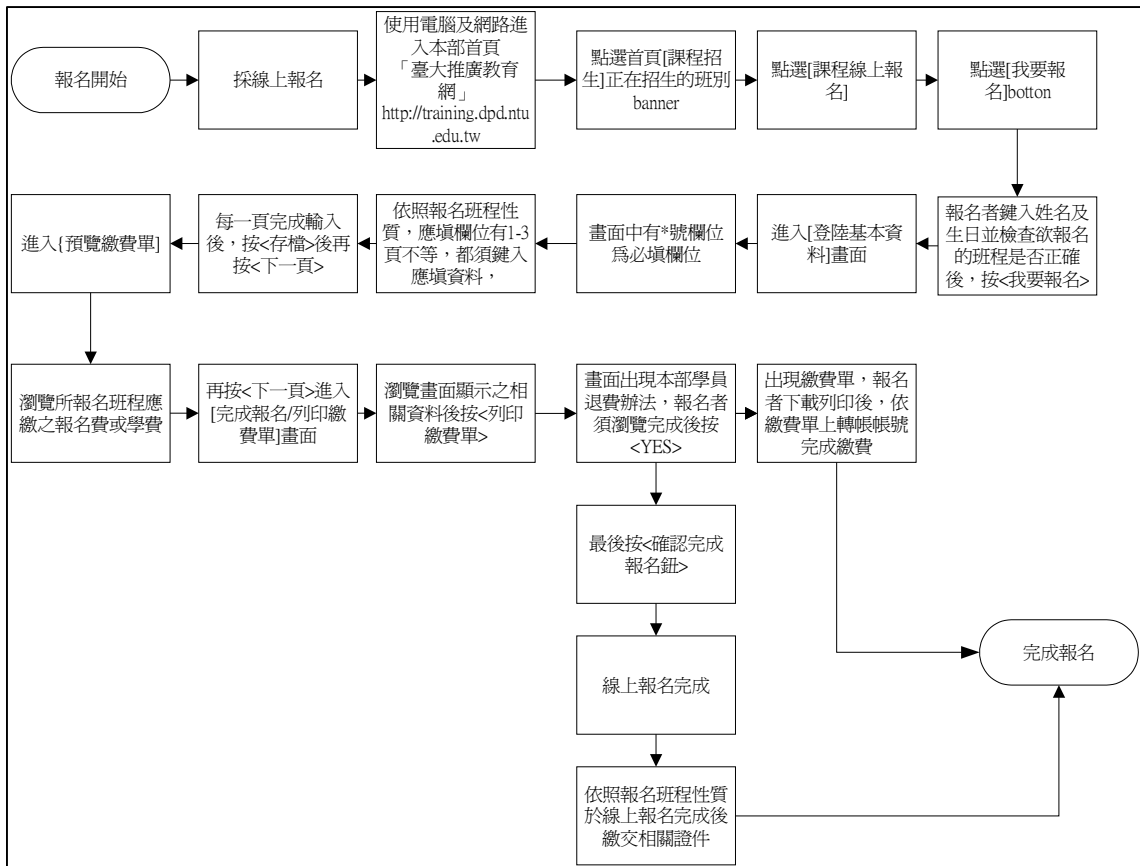 報名開始
採線上報名
使用電腦及網路進
入本部首頁
「臺大推廣教育
網」
http://training.dpd.ntu
.edu.tw
點選首頁[課程招
生]正在招生的班別
banner
點選[課程線上報
名]
點選[我要報
名]botton
報名者鍵入姓名及
生日並檢查欲報名
的班程是否正確
後，按<我要報名>
進入[登陸基本資
料]畫面
畫面中有*號欄位
為必填欄位
依照報名班程性
質，應填欄位有1-3
頁不等，都須鍵入
應填資料，
每一頁完成輸入
後，按<存檔>後再
按<下一頁>
進入{預覽繳費單]
瀏覽所報名班程應
繳之報名費或學費
再按<下一頁>進入
[完成報名/列印繳
費單]畫面
瀏覽畫面顯示之相
關資料後按<列印
繳費單>
畫面出現本部學員
退費辦法，報名者
須瀏覽完成後按
<YES>
出現繳費單，報名
者下載列印後，依
繳費單上轉帳帳號
完成繳費
最後按<確認完成
報名鈕>
線上報名完成
依照報名班程性質
於線上報名完成後
繳交相關證件
完成報名